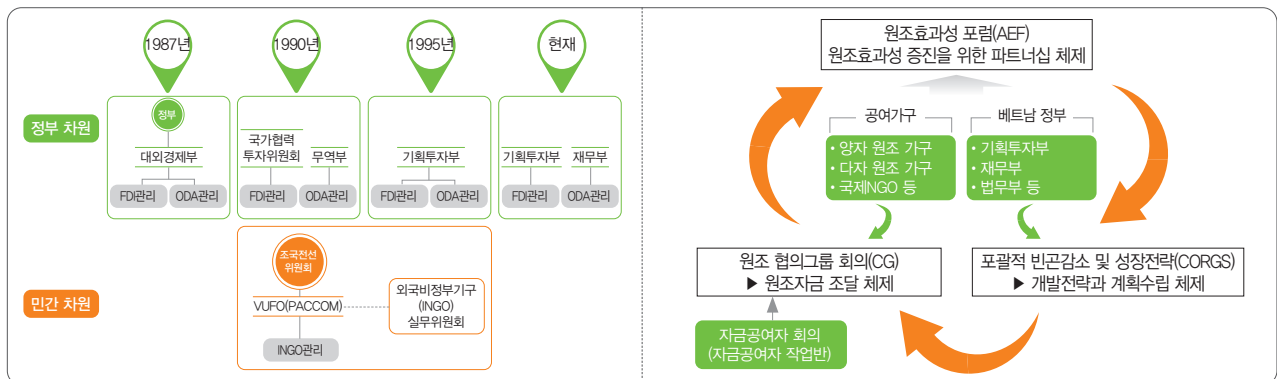 1987년
1990년
1995년
현재
정부 차원
정부
대외경제부
FDI관리
ODA관리
국가협력
투자위원회
무역부
FDI관리
ODA관리
기획투자부
FDI관리
ODA관리
기획투자부
재무부
FDI관리
ODA관리
민간 차원
조국전선
위원회
VUFO(PACCOM)
INGO관리
외국비정부기구
(INGO)
실무위원회
원조효과성 포럼(AEF)
원조효과성 증진을 위한 파트너십 체제
공여가구
• 양자 원조 가구
• 다자 원조 가구
• 국제INGO 등
베트남 정부
• 기획투자부
• 재무부
• 법무부 등
원조 협의그룹 회의(CG)
▶ 원조자금 조달 체제
포괄적 빈곤감소 및 성장전략(CORGS)
▶ 개발전략과 계획수립 체제
자금공여자 회의
(자금공여자 작업반)